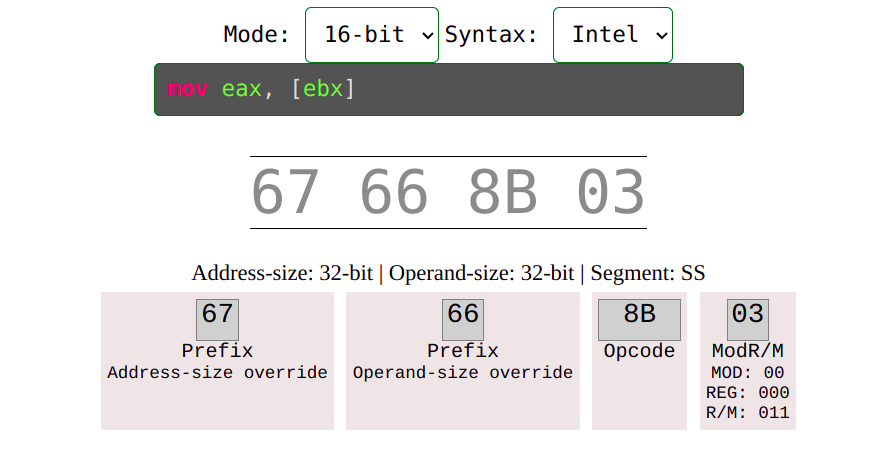 Mode: 16-bit Syntax: Intel
mov eax, [ebx]
67 66 8B 03
Address-size: 32-bit | Operand-size: 32-bit | Segment: SS
67
Prefix
Address-size override
66
Prefix
Operand-size override
8B
Opcode
03
ModR/M
MOD: 00
REG: 000
R/M: 011